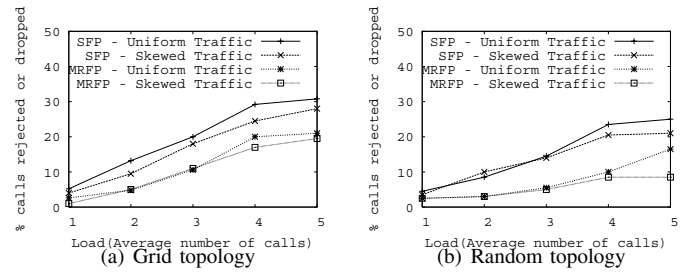 % calls rejected or dropped
50
40
30
20
10
0
SFP - Uniform Traffic
SFP - Skewed Traffic
MRFP - Uniform Traffic
MRFP - Skewed Traffic
1 2 3 4 5
Load(Average number of calls)
(a) Grid topology
% calls rejected or dropped
50
40
30
20
10
0
SFP - Uniform Traffic
SFP - Skewed Traffic
MRFP - Uniform Traffic
MRFP - Skewed Traffic
1 2 3 4 5
Load(Average number of calls)
(b) Random topology